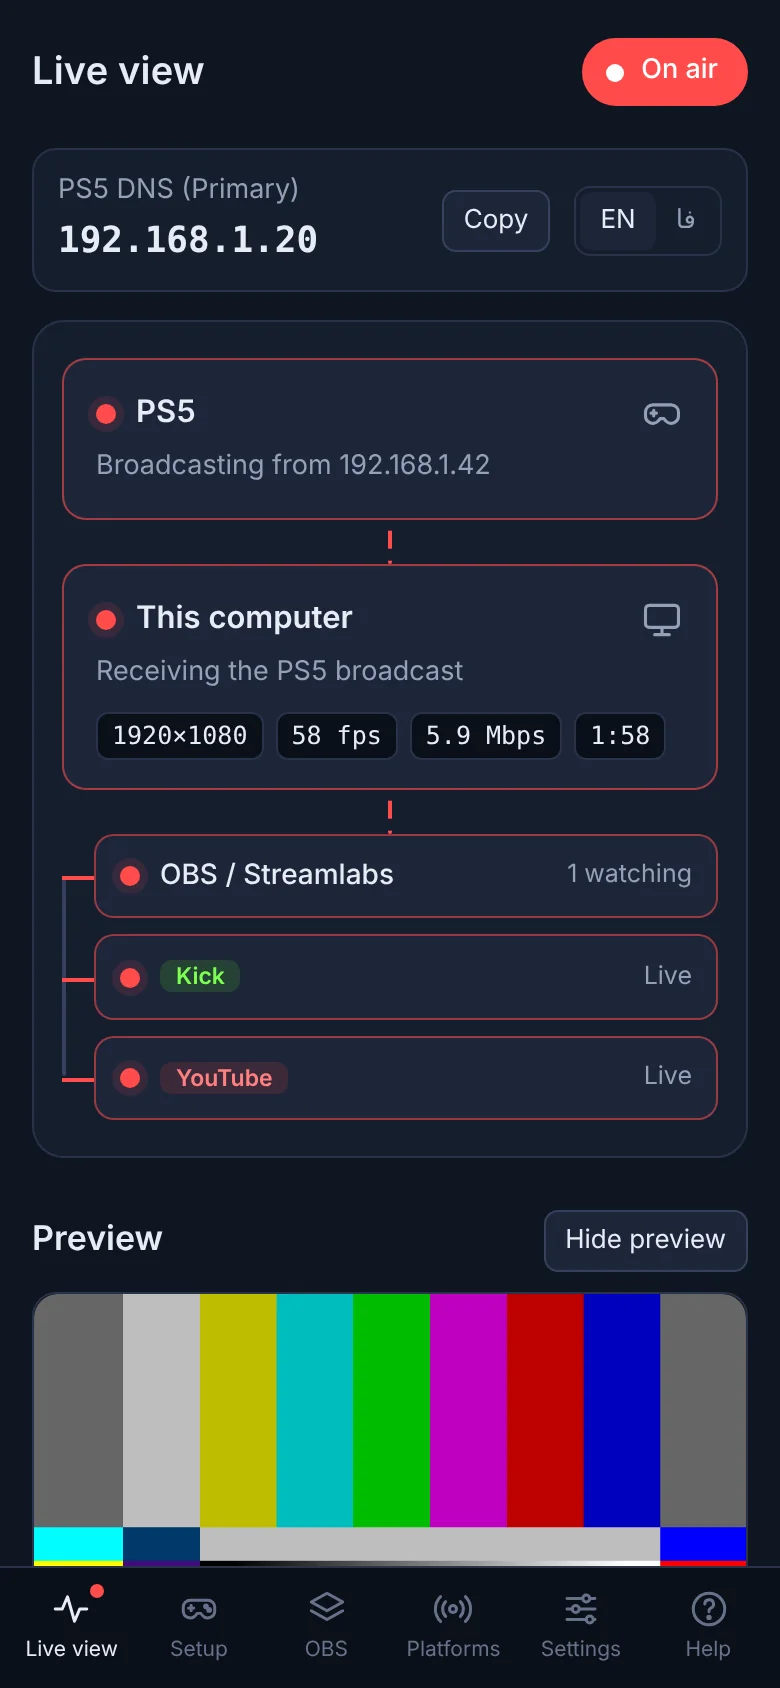 Live view
On air
PS5 DNS (Primary)
192.168.1.20
Copy
EN
فا
PS5
Broadcasting from 192.168.1.42
This computer
Receiving the PS5 broadcast
1920×1080
58 fps
5.9 Mbps
1:58
OBS / Streamlabs
1 watching
Kick
Live
YouTube
Live
Preview
Hide preview
Live view
Setup
OBS
Platforms
Settings
Help